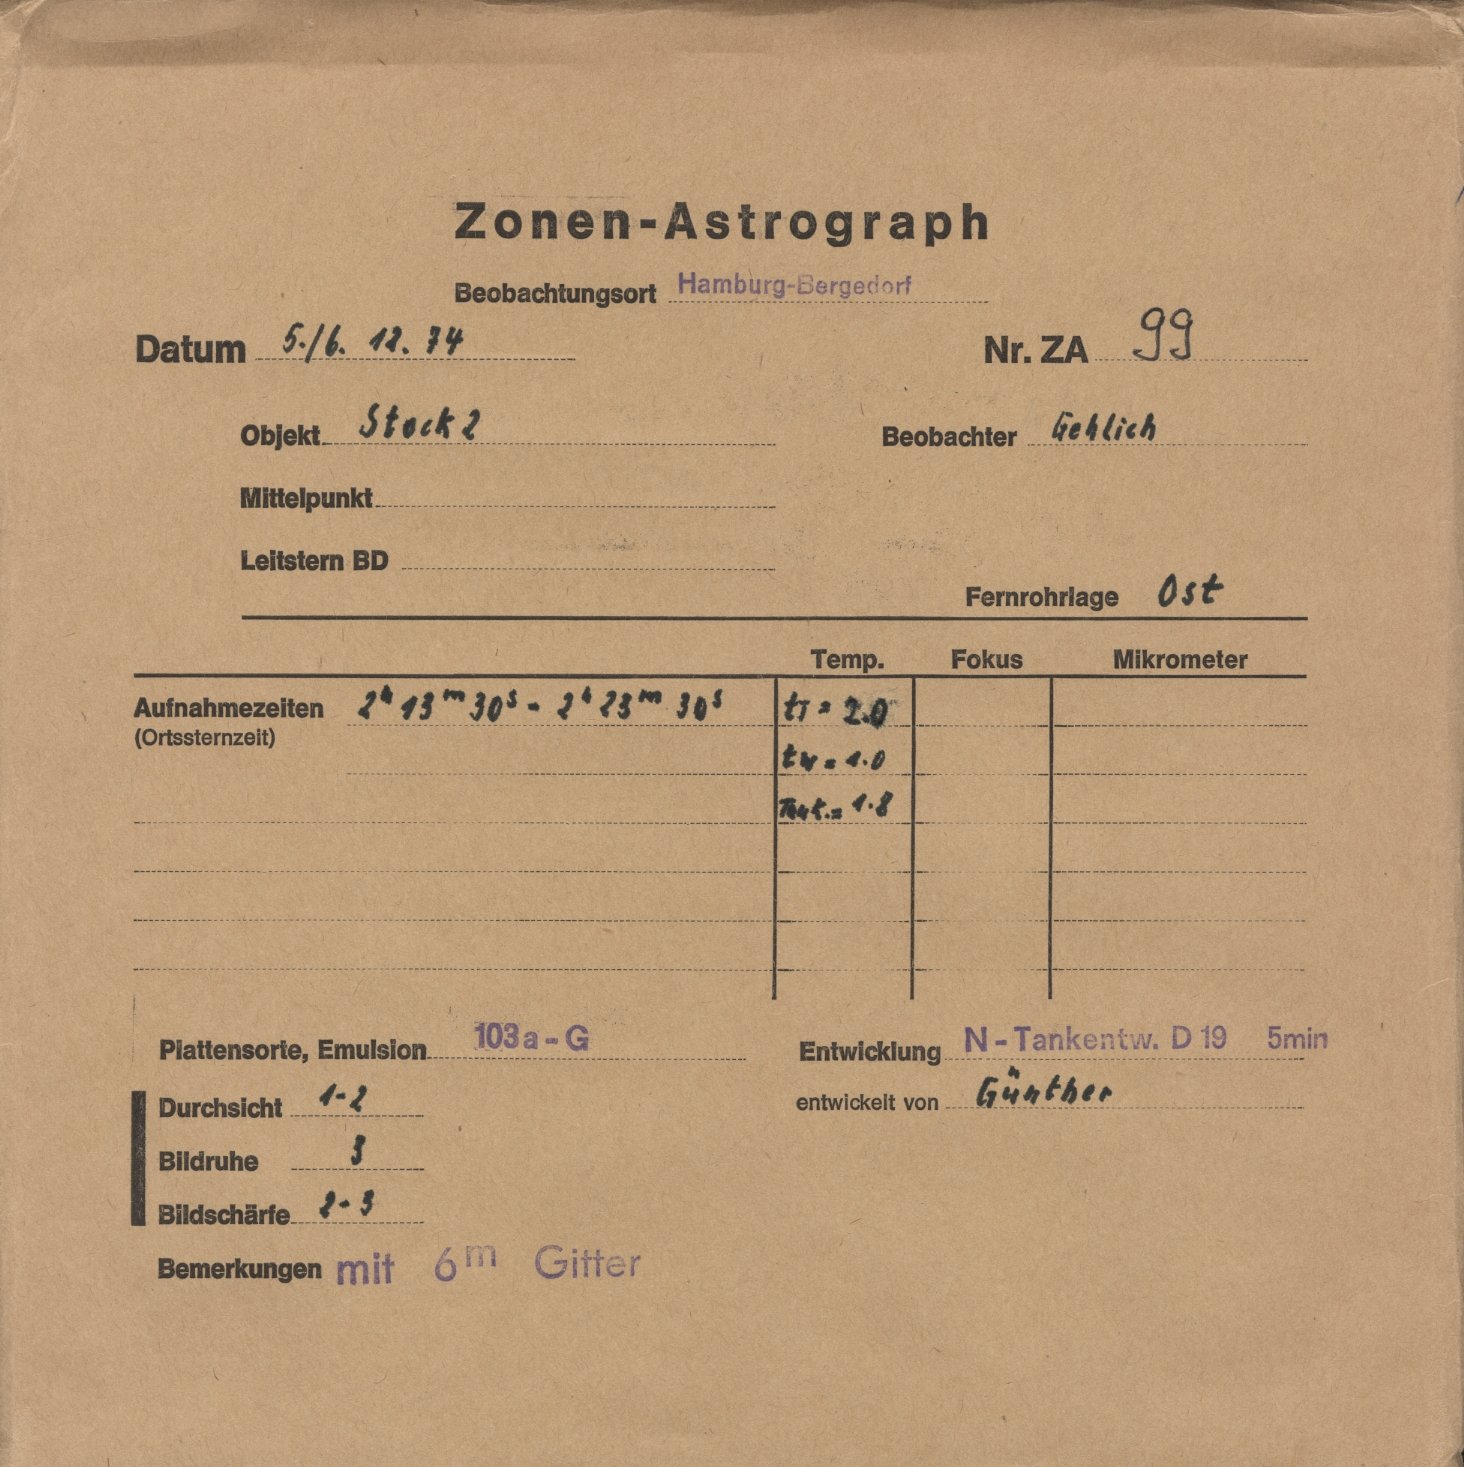 Zonen-Astrograph
Beobachtungsort Hamburg-Bergedorf
Datum 5./6. 12. 74 Nr. ZA 99
Objekt Stock 2 Beobachter Gehlich
Mittelpunkt
Leitstern BD
Fernrohrlage Ost
Temp. Fokus Mikrometer
Aufnahmezeiten 2h 13m 30s - 2h 23m 30s tT = 2.0
(Ortssternzeit)
= 1.0
= 1.8
Plattensorte, Emulsion 103a-G Entwicklung N-Tankentw. D 19 5min
Durchsicht 1-2 entwickelt von Günther
Bildruhe 3
Bildschärfe 2-3
Bemerkungen mit 6m Gitter